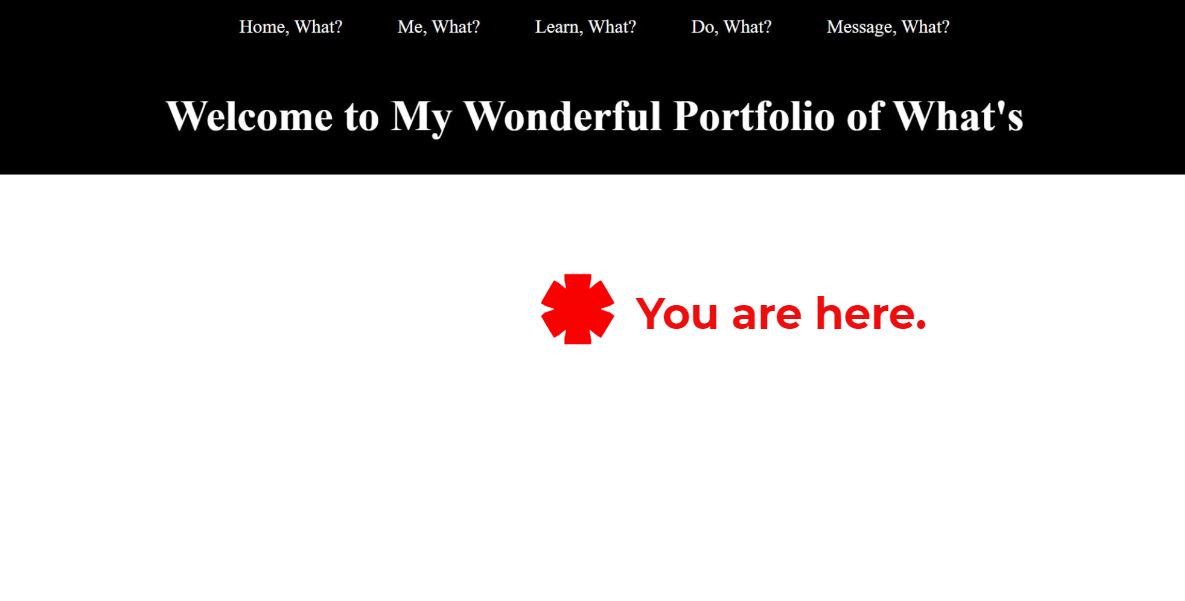 Home, What? Me, What? Learn, What? Do, What? Message, What?
Welcome to My Wonderful Portfolio of What's
You are here.